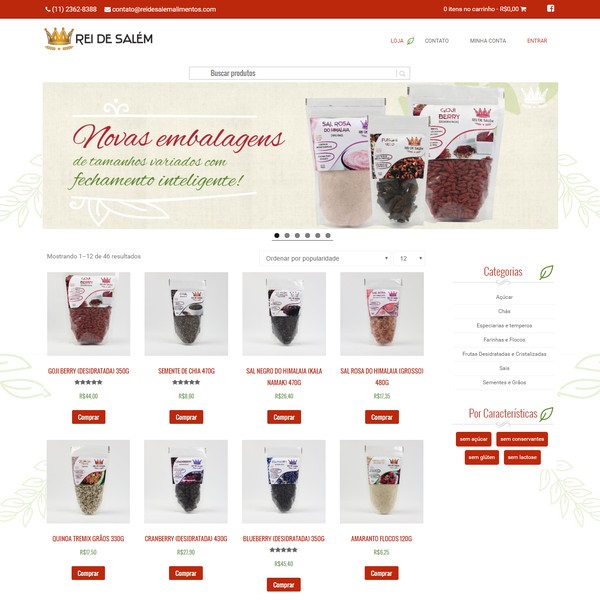 (11) 2362-8388 contato@reidesalemalimentos.com 0 itens no carrinho - R$0,00
REI DE SALÉM LOJA CONTATO MINHA CONTA ENTRAR
Buscar produtos
Novas embalagens
de tamanhos variados com
fechamento inteligente!
SAL ROSA
DO HIMALAIA
GOJI
BERRY
REI DE SALÉM
Mostrando 1–12 de 46 resultados Ordenar por popularidade 12
Categorias
Açúcar
Chás
Especiarias e temperos
Farinhas e Flocos
Frutas Desidratadas e Cristalizadas
Sais
Sementes e Grãos
Por Características
sem açúcar sem conservantes
sem glúten sem lactose
GOJI BERRY (DESIDRATADA) 350G
R$44,00
Comprar
SEMENTE DE CHIA 470G
R$8,60
Comprar
SAL NEGRO DO HIMALAIA (KALA
NAMAK) 470G
R$26,40
Comprar
SAL ROSA DO HIMALAIA (GROSSO)
480G
R$17,35
Comprar
QUINOA TREMIX GRÃOS 330G
R$17,50
Comprar
CRANBERRY (DESIDRATADA) 430G
R$27,90
Comprar
BLUEBERRY (DESIDRATADA) 350G
R$45,40
Comprar
AMARANTO FLOCOS 120G
R$8,25
Comprar